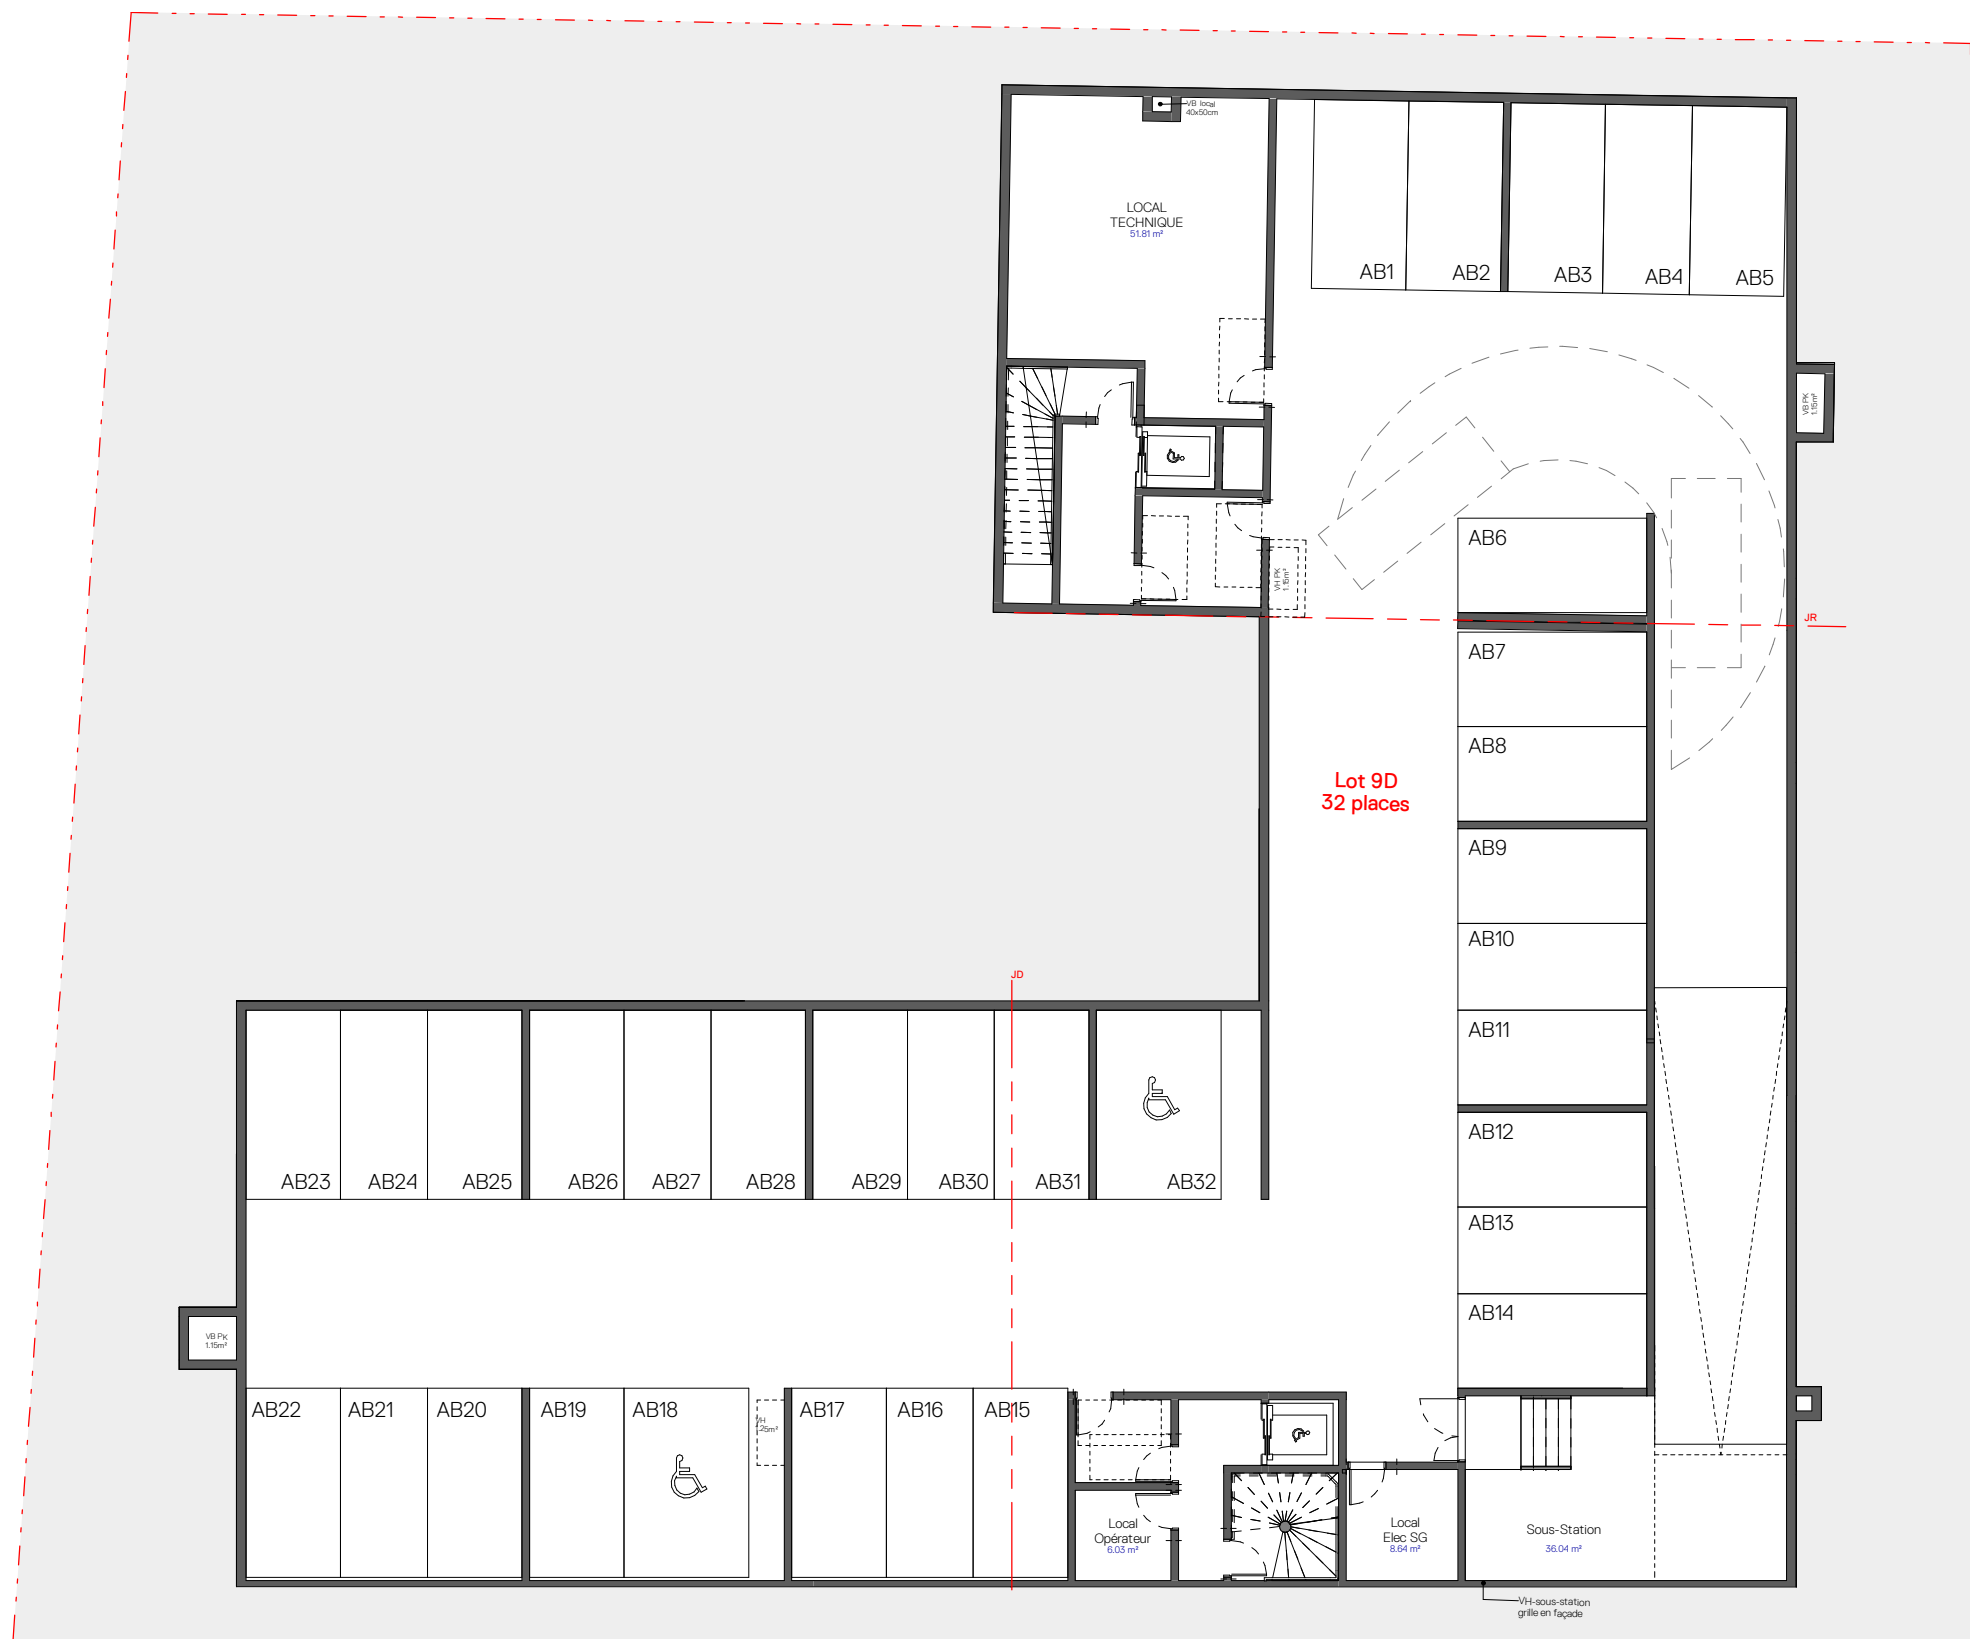 VB local
40x50cm
LOCAL
TECHNIQUE
51.81 m²
AB1
AB2
AB3
AB4
AB5
VB PK
1.15m²
AB6
VH PK
1.15m²
JR
AB7
AB8
Lot 9D
32 places
AB9
AB10
AB11
JD
AB12
AB13
AB14
AB23
AB24
AB25
AB26
AB27
AB28
AB29
AB30
AB31
AB32
VB PK
1.15m²
AB22
AB21
AB20
AB19
AB18
VH
AB17
AB16
AB15
Local
Opérateur
6.03 m²
Local
Elec SG
8.64 m²
Sous-Station
36.04 m²
VH-sous-station
grille en façade